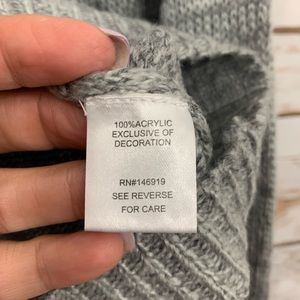 100%ACRYLIC
EXCLUSIVE OF
DECORATION
RN#146919
SEE REVERSE
FOR CARE